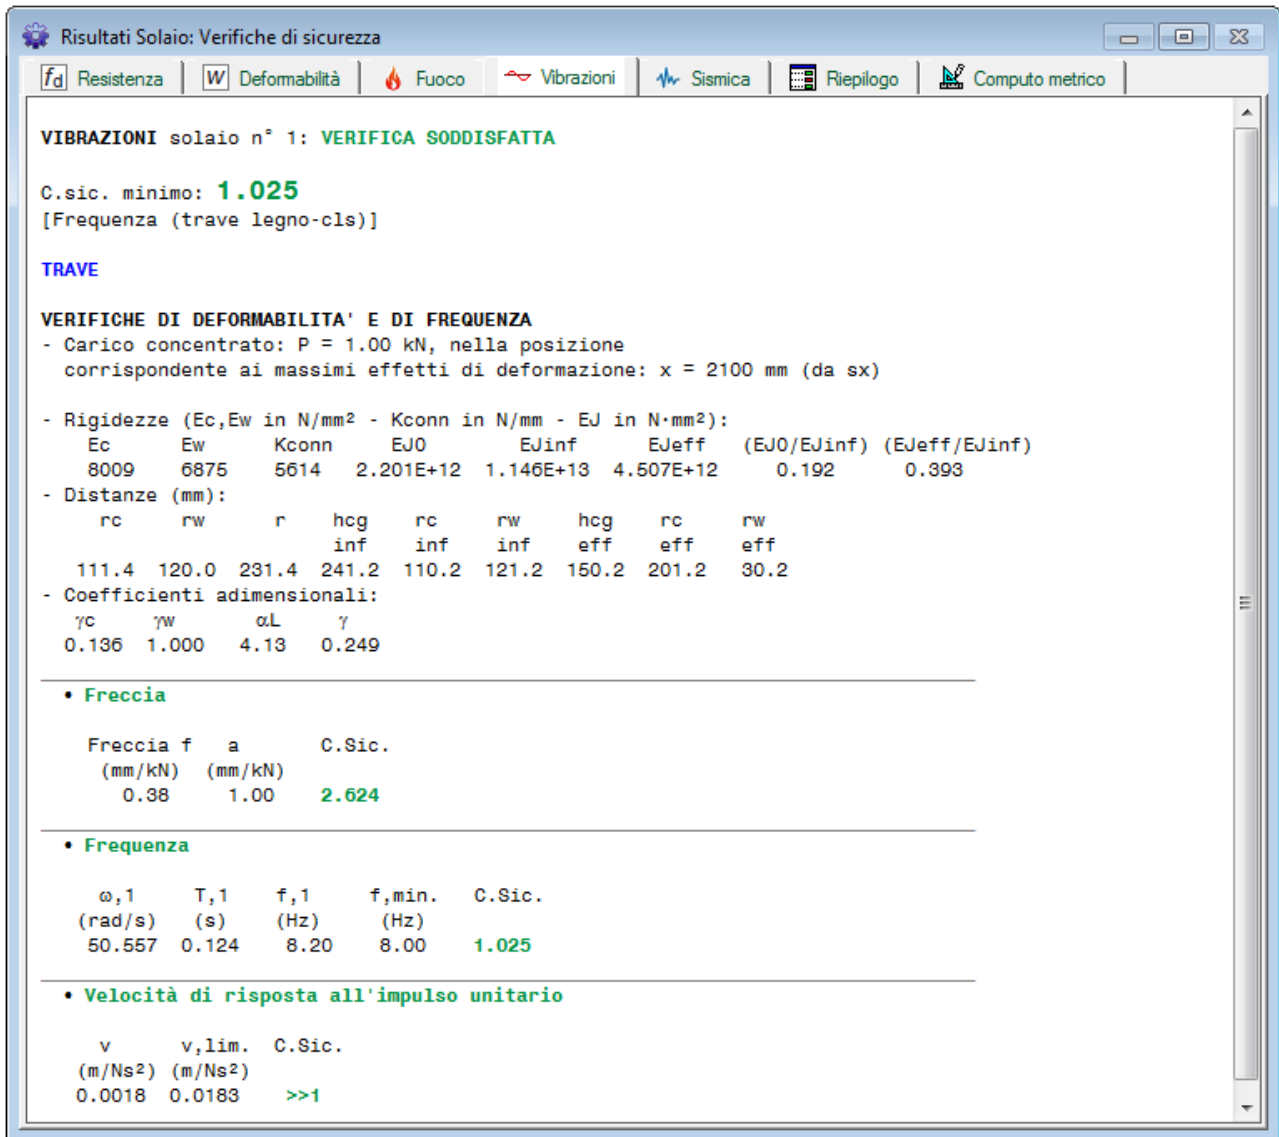 Risultati Solaio: Verifiche di sicurezza
fd Resistenza W Deformabilità Fuoco Vibrazioni Sismica Riepilogo Computo metrico
VIBRAZIONI solaio n° 1: VERIFICA SODDISFATTA
C.sic. minimo: 1.025
[Frequenza (trave legno-cls)]
TRAVE
VERIFICHE DI DEFORMABILITA' E DI FREQUENZA
- Carico concentrato: P = 1.00 kN, nella posizione
corrispondente ai massimi effetti di deformazione: x = 2100 mm (da sx)
- Rigidezze (Ec,Ew in N/mm² - Kconn in N/mm - EJ in N·mm²):
Ec Ew Kconn EJ0 EJinf EJeff (EJ0/EJinf) (EJeff/EJinf)
8009 6875 5614 2.201E+12 1.146E+13 4.507E+12 0.192 0.393
- Distanze (mm):
rc rw r hcg rc rw hcg rc rw
inf inf inf eff eff eff
111.4 120.0 231.4 241.2 110.2 121.2 150.2 201.2 30.2
- Coefficienti adimensionali:
γc γw αL γ
0.136 1.000 4.13 0.249
• Freccia
Freccia f a C.Sic.
(mm/kN) (mm/kN)
0.38 1.00 2.624
• Frequenza
ω,1 T,1 f,1 f,min. C.Sic.
(rad/s) (s) (Hz) (Hz)
50.557 0.124 8.20 8.00 1.025
• Velocità di risposta all'impulso unitario
v v,lim. C.Sic.
(m/Ns²) (m/Ns²)
0.0018 0.0183 >>1